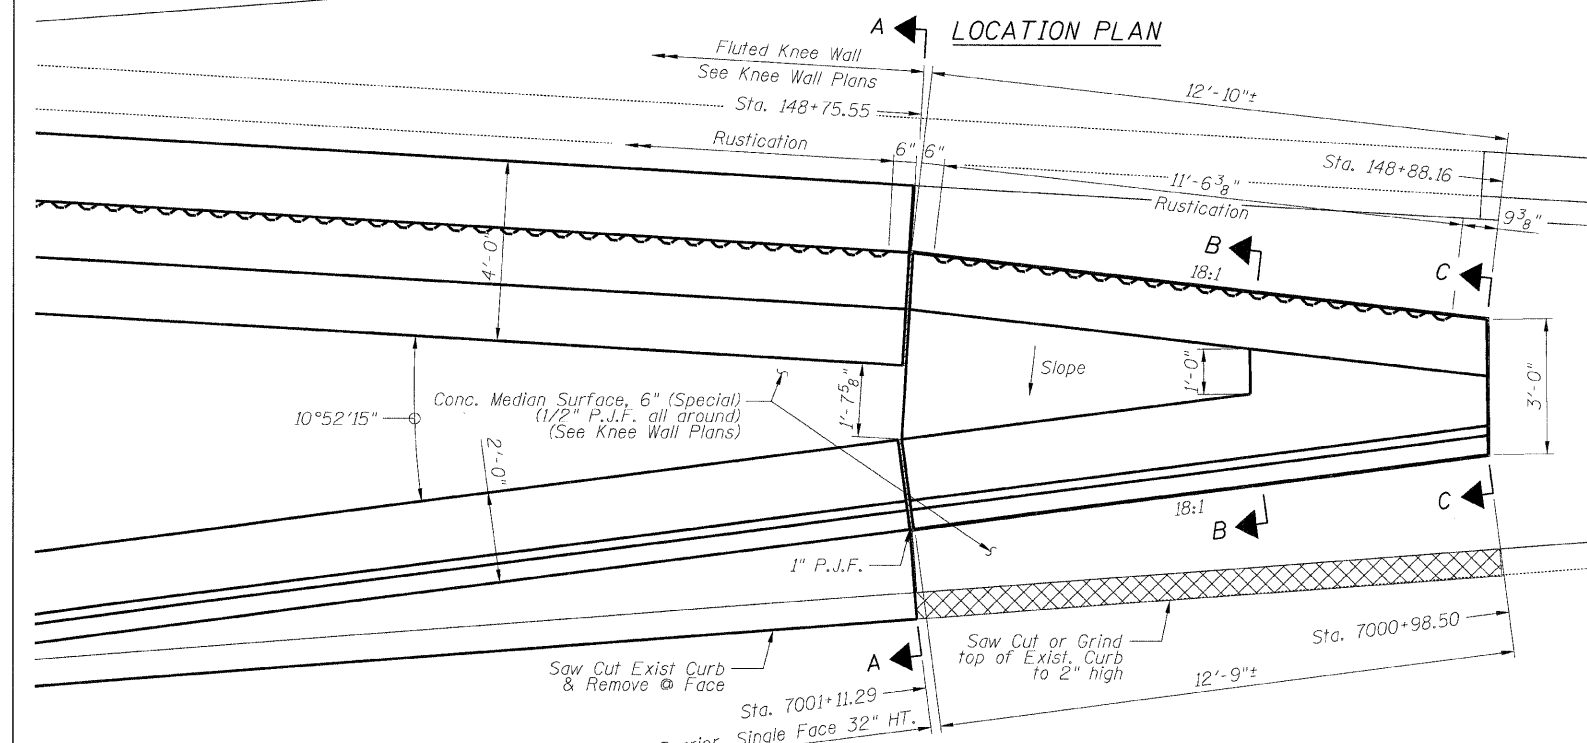 A
LOCATION PLAN
Fluted Knee Wall
See Knee Wall Plans
12'-10"±
Sta. 148+75.55
Rustication
6"
6"
Sta. 148+88.16
11'-6 3/8"
Rustication
9 3/8"
B
18:1
C
4'-0"
Slope
1'-0"
3'-0"
Conc. Median Surface, 6" (Special)
(1/2" P.J.F. all around)
(See Knee Wall Plans)
1'-7 5/8"
10°52'15"
2'-0"
18:1
B
C
1" P.J.F.
Saw Cut or Grind
top of Exist. Curb
to 2" high
Sta. 7000+98.50
A
Saw Cut Exist Curb
& Remove @ Face
12'-9"±
Sta. 7001+11.29
Single Face 32" HT.